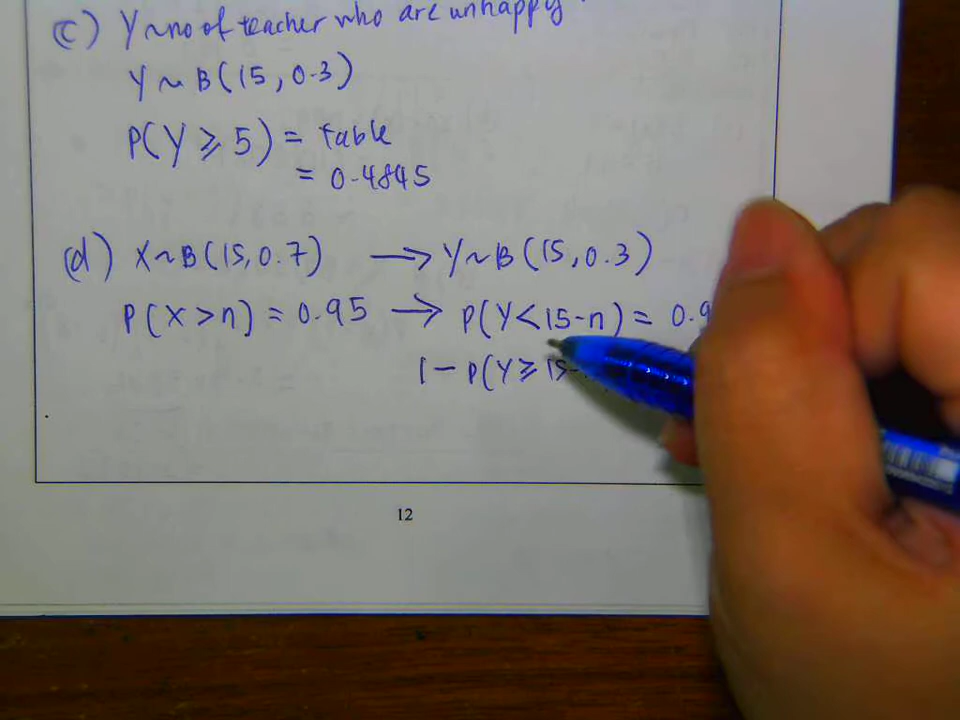 (c) Y~no of teacher who are unhappy
Y ~ B(15, 0.3)
P(Y ≥ 5) = table
= 0.4845
(d) X~B(15, 0.7) → Y~B(15, 0.3)
P(X > n) = 0.95 → P(Y < 15-n) = 0.9
1 - P(Y ≥ 15-
12